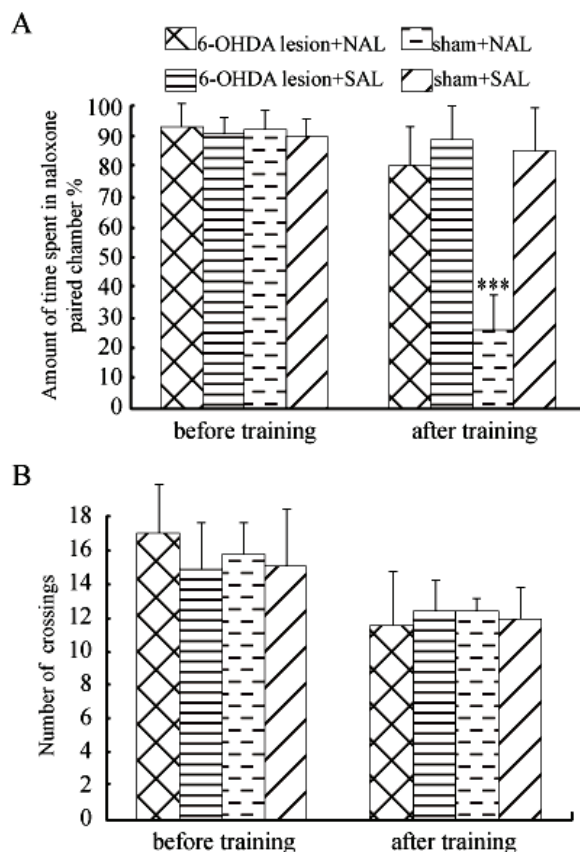 A
6-OHDA lesion+NAL
sham+NAL
6-OHDA lesion+SAL
sham+SAL
Amount of time spent in naloxone
paired chamber %
100
90
80
70
60
50
40
30
20
10
0
***
before training
after training
B
Number of crossings
18
16
14
12
10
8
6
4
2
0
before training
after training